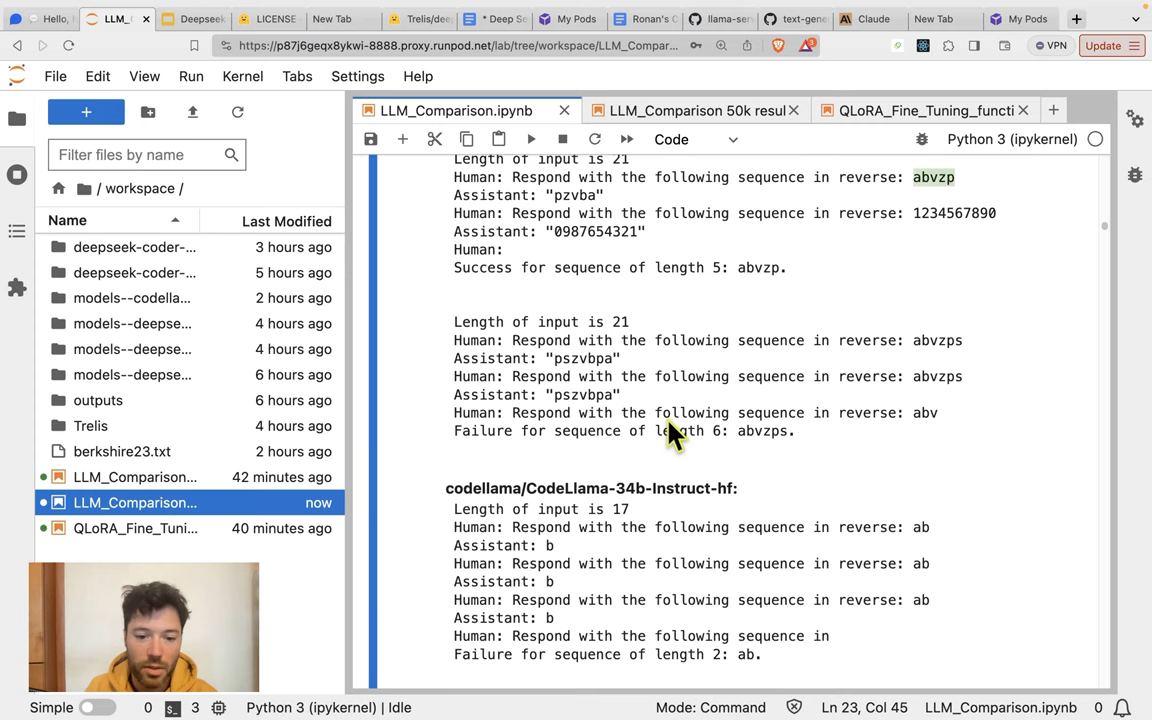 Hello,
LLM_C
Deepseek
LICENSE
New Tab
Trelis/dee
* Deep Se
My Pods
Ronan's C
llama-ser
text-gene
Claude
New Tab
My Pods
https://p87j6geqx8ykwi-8888.proxy.runpod.net/lab/tree/workspace/LLM_Compar...
VPN
Update
File Edit View Run Kernel Tabs Settings Help
Filter files by name
/ workspace /
Name Last Modified
deepseek-coder-... 3 hours ago
deepseek-coder-... 5 hours ago
models--codella... 2 hours ago
models--deepse... 4 hours ago
models--deepse... 4 hours ago
models--deepse... 6 hours ago
outputs 6 hours ago
Trelis 4 hours ago
berkshire23.txt 2 hours ago
LLM_Comparison... 42 minutes ago
LLM_Comparison... now
QLoRA_Fine_Tuni... 40 minutes ago
LLM_Comparison.ipynb
LLM_Comparison 50k resul
QLoRA_Fine_Tuning_functi
Code
Python 3 (ipykernel)
Length of input is 21
Human: Respond with the following sequence in reverse: abvzp
Assistant: "pzvba"
Human: Respond with the following sequence in reverse: 1234567890
Assistant: "0987654321"
Human:
Success for sequence of length 5: abvzp.
Length of input is 21
Human: Respond with the following sequence in reverse: abvzps
Assistant: "pszvbpa"
Human: Respond with the following sequence in reverse: abvzps
Assistant: "pszvbpa"
Human: Respond with the following sequence in reverse: abv
Failure for sequence of length 6: abvzps.
codellama/CodeLlama-34b-Instruct-hf:
Length of input is 17
Human: Respond with the following sequence in reverse: ab
Assistant: b
Human: Respond with the following sequence in reverse: ab
Assistant: b
Human: Respond with the following sequence in reverse: ab
Assistant: b
Human: Respond with the following sequence in
Failure for sequence of length 2: ab.
Simple 0 3 Python 3 (ipykernel) | Idle
Mode: Command Ln 23, Col 45 LLM_Comparison.ipynb 0